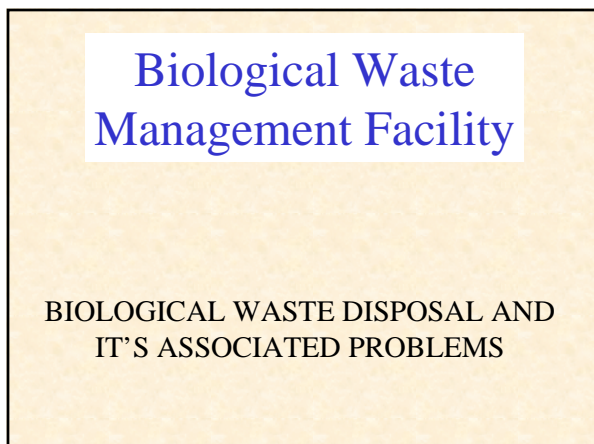 Biological Waste
Management Facility
BIOLOGICAL WASTE DISPOSAL AND
IT’S ASSOCIATED PROBLEMS